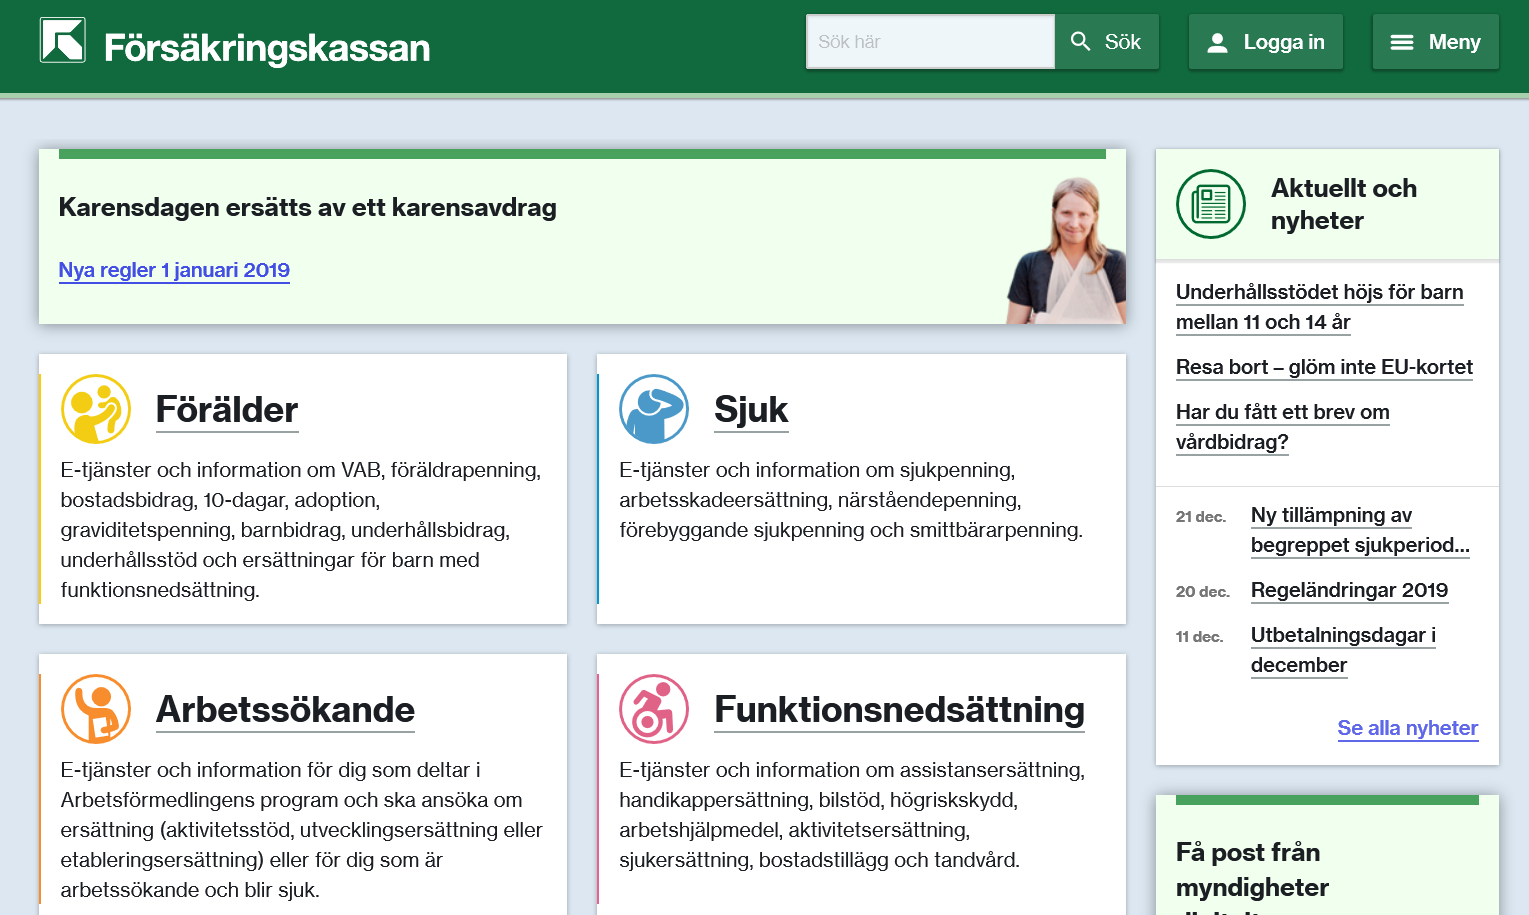 Försäkringskassan
Sök här
Sök
Logga in
Meny
Karensdagen ersätts av ett karensavdrag
Nya regler 1 januari 2019
Förälder
E-tjänster och information om VAB, föräldrapenning,
bostadsbidrag, 10-dagar, adoption,
graviditetspenning, barnbidrag, underhållsbidrag,
underhållsstöd och ersättningar för barn med
funktionsnedsättning.
Sjuk
E-tjänster och information om sjukpenning,
arbetsskadeersättning, närståendepenning,
förebyggande sjukpenning och smittbärarpenning.
Arbetssökande
E-tjänster och information för dig som deltar i
Arbetsförmedlingens program och ska ansöka om
ersättning (aktivitetsstöd, utvecklingsersättning eller
etableringsersättning) eller för dig som är
arbetssökande och blir sjuk.
Funktionsnedsättning
E-tjänster och information om assistansersättning,
handikappersättning, bilstöd, högriskskydd,
arbetshjälpmedel, aktivitetsersättning,
sjukersättning, bostadstillägg och tandvård.
Aktuellt och
nyheter
Underhållsstödet höjs för barn
mellan 11 och 14 år
Resa bort – glöm inte EU-kortet
Har du fått ett brev om
vårdbidrag?
21 dec.
Ny tillämpning av
begreppet sjukperiod...
20 dec.
Regeländringar 2019
11 dec.
Utbetalningsdagar i
december
Se alla nyheter
Få post från
myndigheter